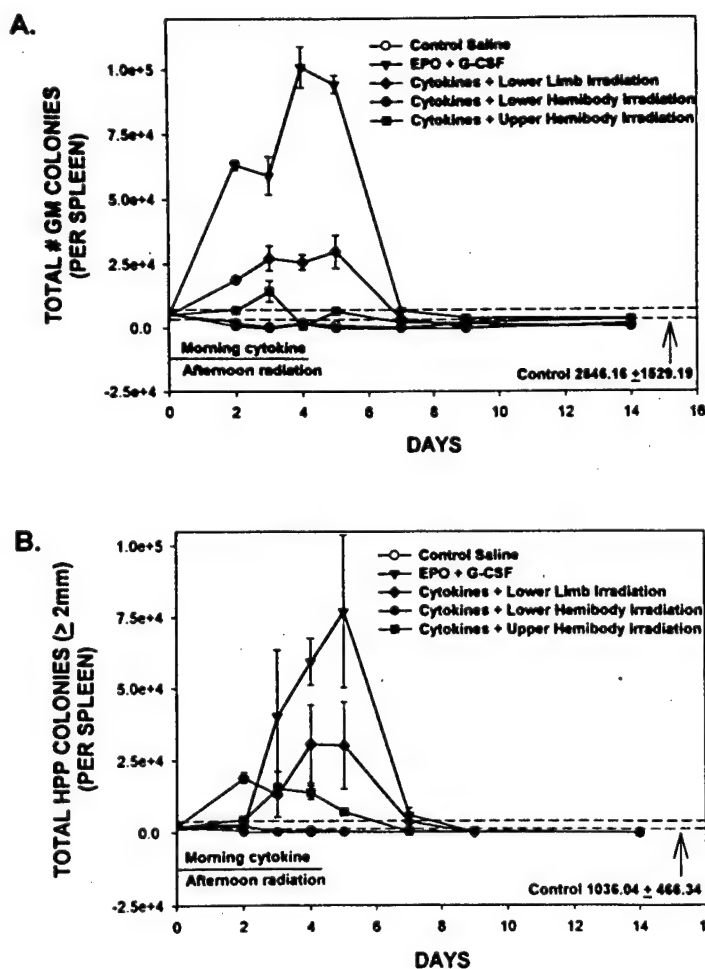 A.
Control Saline
EPO + G-CSF
Cytokines + Lower Limb Irradiation
Cytokines + Lower Hemibody Irradiation
Cytokines + Upper Hemibody Irradiation
TOTAL # GM COLONIES
(PER SPLEEN)
1.0e+5
7.5e+4
5.0e+4
2.5e+4
0.0
-2.5e+4
Morning cytokine
Afternoon radiation
Control 2846.16 ±1529.19
0 2 4 6 8 10 12 14 16
DAYS
B.
Control Saline
EPO + G-CSF
Cytokines + Lower Limb Irradiation
Cytokines + Lower Hemibody Irradiation
Cytokines + Upper Hemibody Irradiation
TOTAL HPP COLONIES (≥ 2mm)
(PER SPLEEN)
1.0e+5
7.5e+4
5.0e+4
2.5e+4
0.0
-2.5e+4
Morning cytokine
Afternoon radiation
Control 1036.04 ± 466.34
0 2 4 6 8 10 12 14 16
DAYS